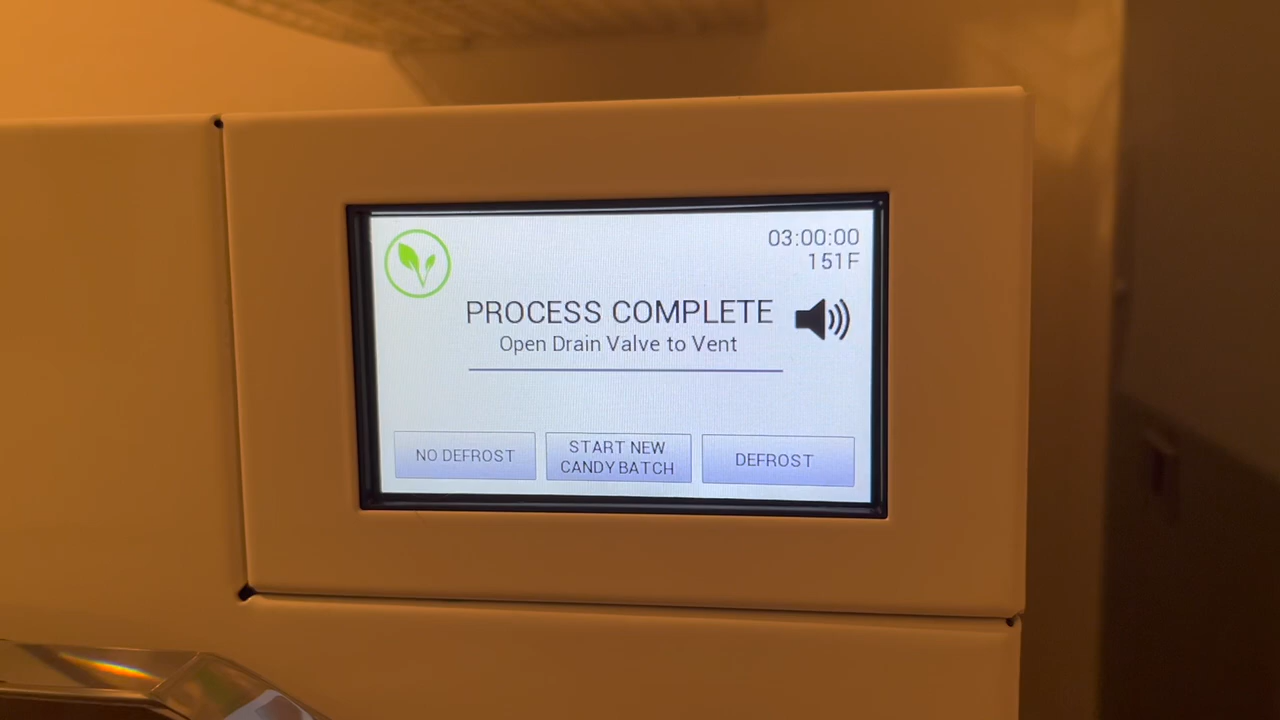 03:00:00
151F
PROCESS COMPLETE
Open Drain Valve to Vent
NO DEFROST
START NEW
CANDY BATCH
DEFROST